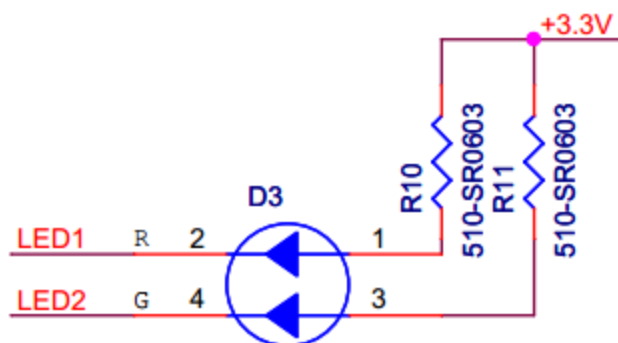 +3.3V
R10
510-SR0603
R11
510-SR0603
D3
LED1 R 2 1
LED2 G 4 3